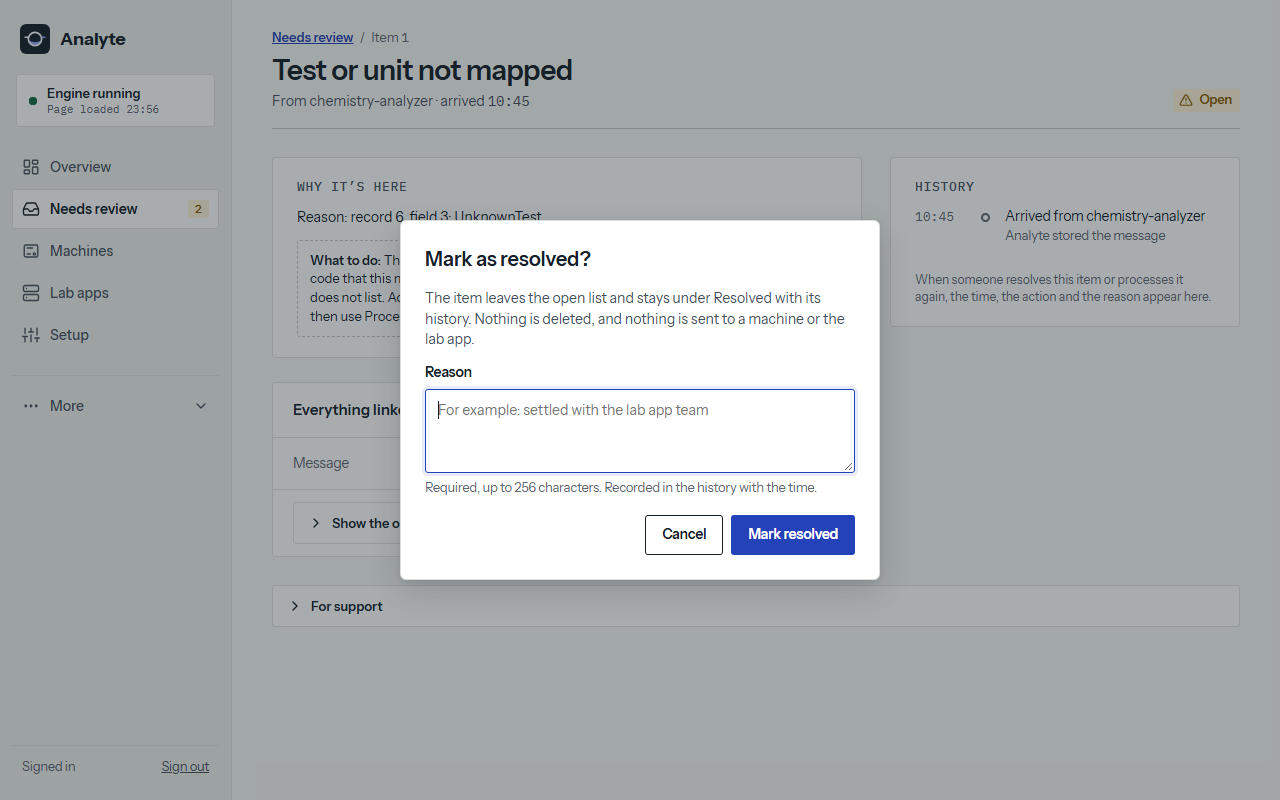 Analyte
Engine running
Page loaded 23:56
Overview
Needs review 2
Machines
Lab apps
Setup
More
Signed in
Sign out
Needs review / Item 1
Test or unit not mapped
From chemistry-analyzer · arrived 10:45
Open
WHY IT’S HERE
Reason: record 6, field 3: UnknownTest
What to do: Th
code that this
does not list. Ad
then use Proce
Everything linke
Message
Show the o
For support
HISTORY
10:45 Arrived from chemistry-analyzer
Analyte stored the message
When someone resolves this item or processes it
again, the time, the action and the reason appear here.
Mark as resolved?
The item leaves the open list and stays under Resolved with its
history. Nothing is deleted, and nothing is sent to a machine or the
lab app.
Reason
For example: settled with the lab app team
Required, up to 256 characters. Recorded in the history with the time.
Cancel
Mark resolved